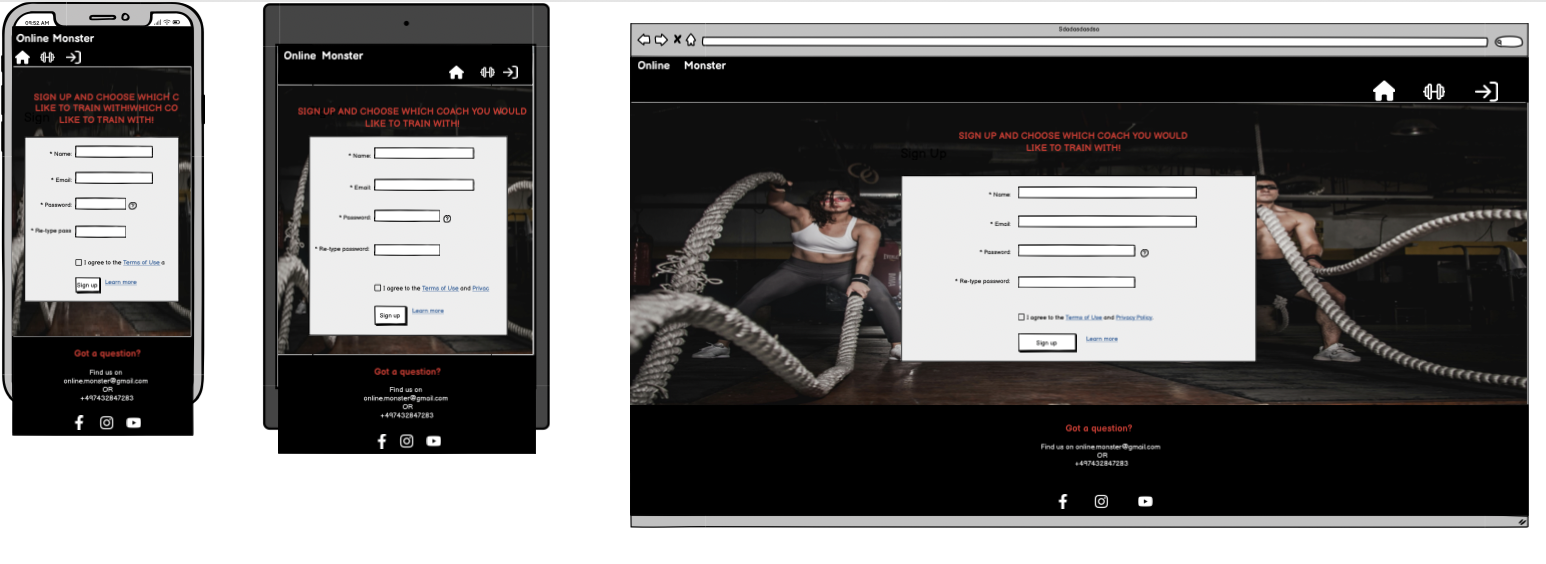 09:52 AM
Online Monster
SIGN UP AND CHOOSE WHICH C
LIKE TO TRAIN WITH!WHICH CO
Sign
LIKE TO TRAIN WITH!
* Name:
* Email:
* Password:
?
* Re-type pass
I agree to the Terms of Use a
Sign up
Learn more
Got a question?
Find us on
online.monster@gmail.com
OR
+497432847283
Online Monster
SIGN UP AND CHOOSE WHICH COACH YOU WOULD
LIKE TO TRAIN WITH!
* Name:
* Email:
* Password:
?
* Re-type password:
I agree to the Terms of Use and Privac
Sign up
Learn more
Got a question?
Find us on
online.monster@gmail.com
OR
+497432847283
Online Monster
SIGN UP AND CHOOSE WHICH COACH YOU WOULD
LIKE TO TRAIN WITH!
Sign Up
* Name:
* Email:
* Password:
?
* Re-type password:
I agree to the Terms of Use and Privacy Policy.
Sign up
Learn more
Got a question?
Find us on online.monster@gmail.com
OR
+497432847283